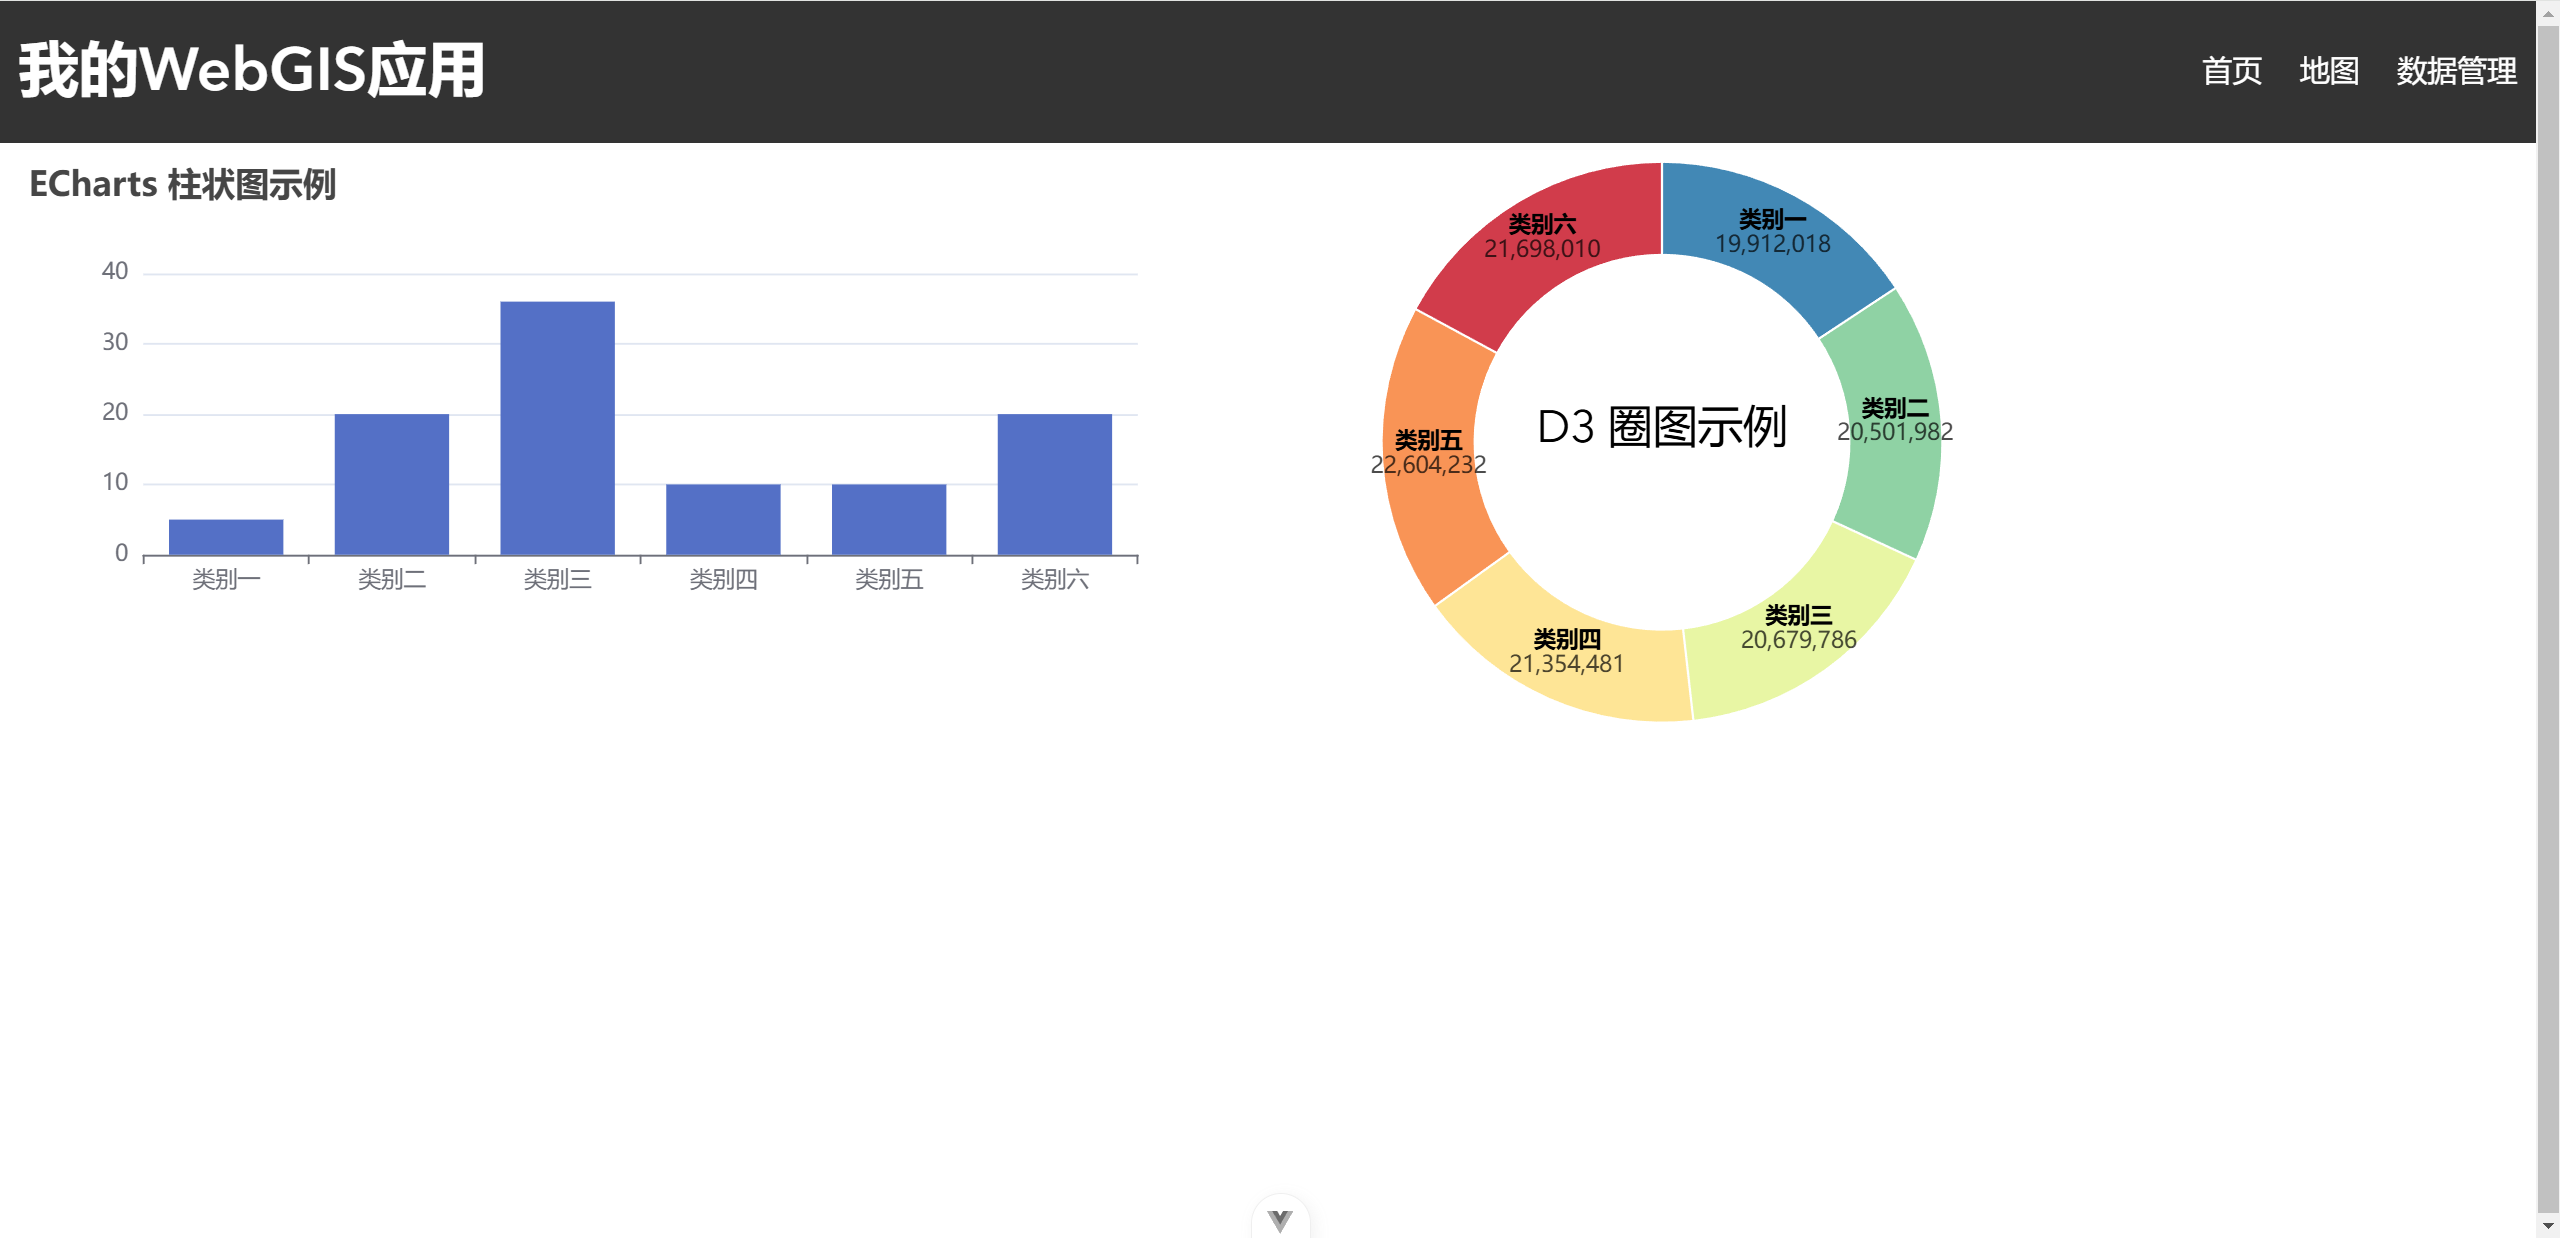 我的WebGIS应用
首页 地图 数据管理
ECharts 柱状图示例
40
30
20
10
0
类别一 类别二 类别三 类别四 类别五 类别六
类别六
21,698,010
类别一
19,912,018
类别二
20,501,982
D3 圈图示例
类别五
22,604,232
类别三
20,679,786
类别四
21,354,481